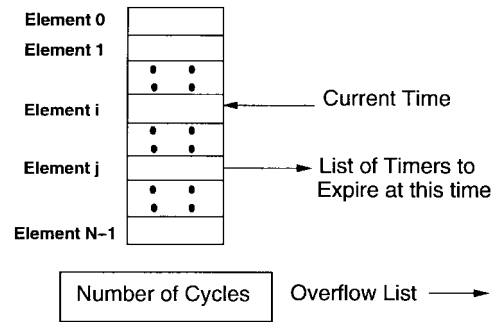 Element 0
Element 1
Element i
Current Time
Element j
List of Timers to
Expire at this time
Element N-1
Number of Cycles
Overflow List